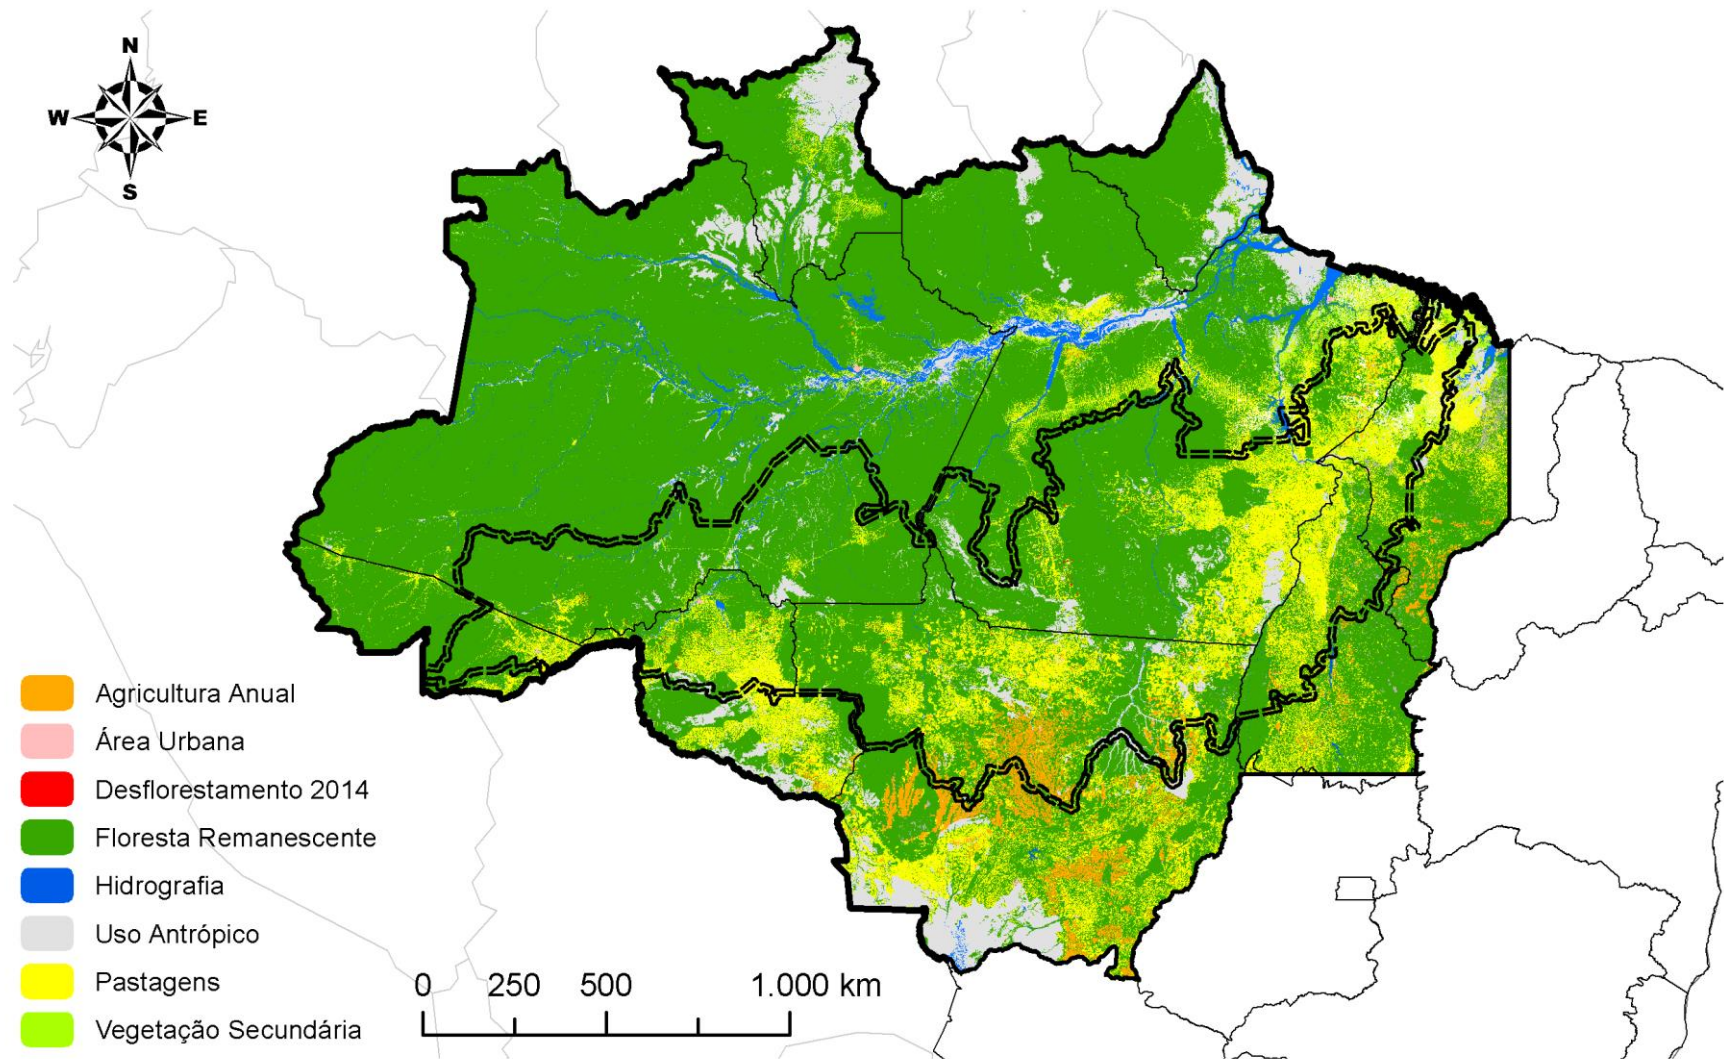 N
W E
S
Agricultura Anual
Área Urbana
Desflorestamento 2014
Floresta Remanescente
Hidrografia
Uso Antrópico
Pastagens
Vegetação Secundária
0 250 500 1.000 km